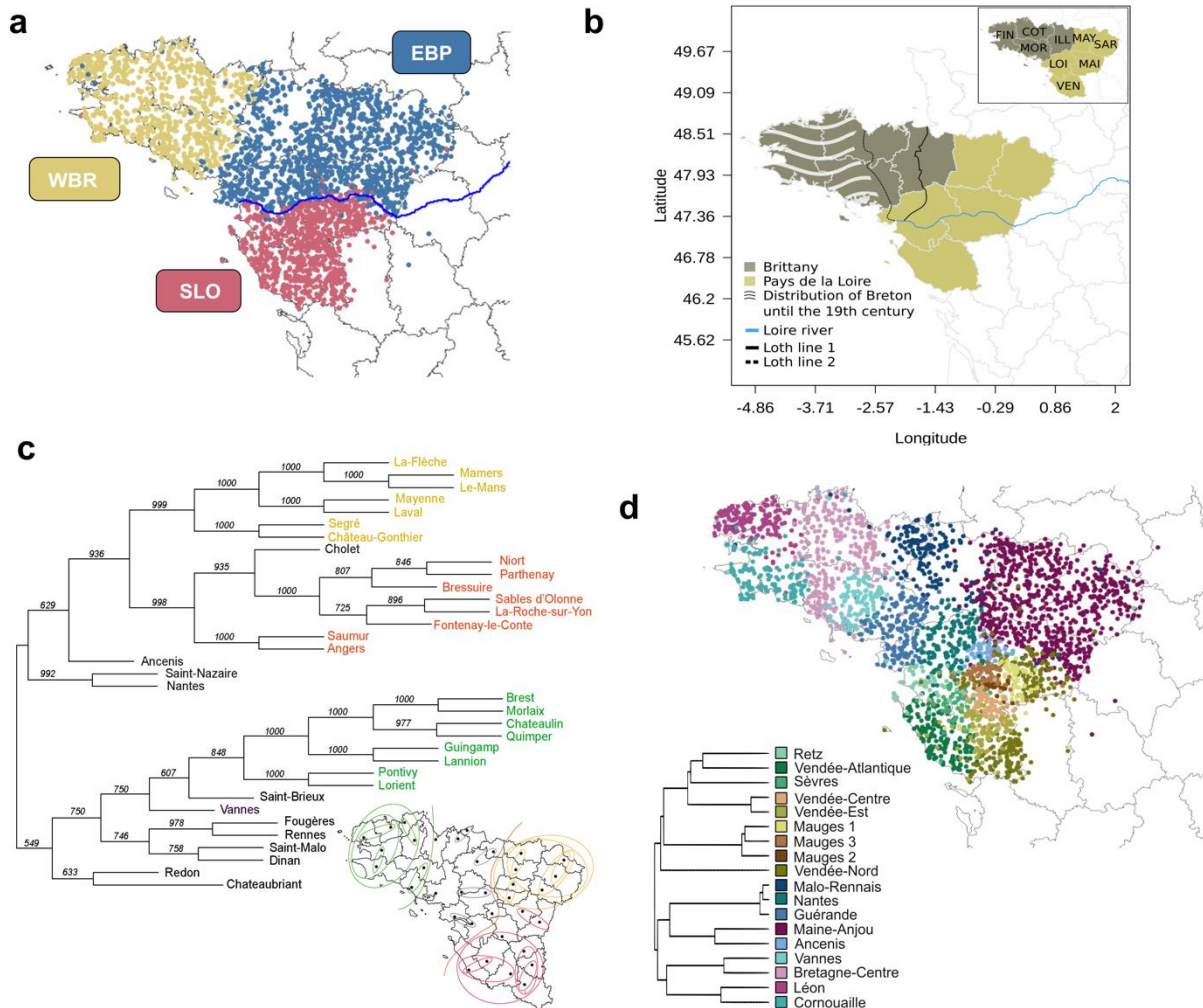 a
EBP
WBR
SLO
b
FIN
COT
MOR
ILL
MAY
SAR
LOI
MAI
VEN
49.67
49.09
48.51
47.93
47.36
46.78
46.2
45.62
Latitude
Brittany
Pays de la Loire
Distribution of Breton
until the 19th century
Loire river
Loth line 1
Loth line 2
-4.86 -3.71 -2.57 -1.43 -0.29 0.86 2
Longitude
c
1000 La-Flèche
1000 Mamers
1000 Le-Mans
999 Mayenne
1000 Laval
1000 Segré
936 Château-Gonthier
Cholet
935
846 Niort
807 Parthenay
1000 Bressuire
629
998
896 Sables d'Olonne
725 La-Roche-sur-Yon
Fontenay-le-Conte
1000 Saumur
Angers
Ancenis
992 Saint-Nazaire
Nantes
1000 Brest
1000 Morlaix
977 Chateaulin
1000 Quimper
848
1000 Guingamp
Lannion
607
1000 Pontivy
Lorient
750
Saint-Brieux
750
Vannes
978 Fougères
746 Rennes
758 Saint-Malo
Dinan
549
633 Redon
Chateaubriant
d
Retz
Vendée-Atlantique
Sèvres
Vendée-Centre
Vendée-Est
Mauges 1
Mauges 3
Mauges 2
Vendée-Nord
Malo-Rennais
Nantes
Guérande
Maine-Anjou
Ancenis
Vannes
Bretagne-Centre
Léon
Cornouaille